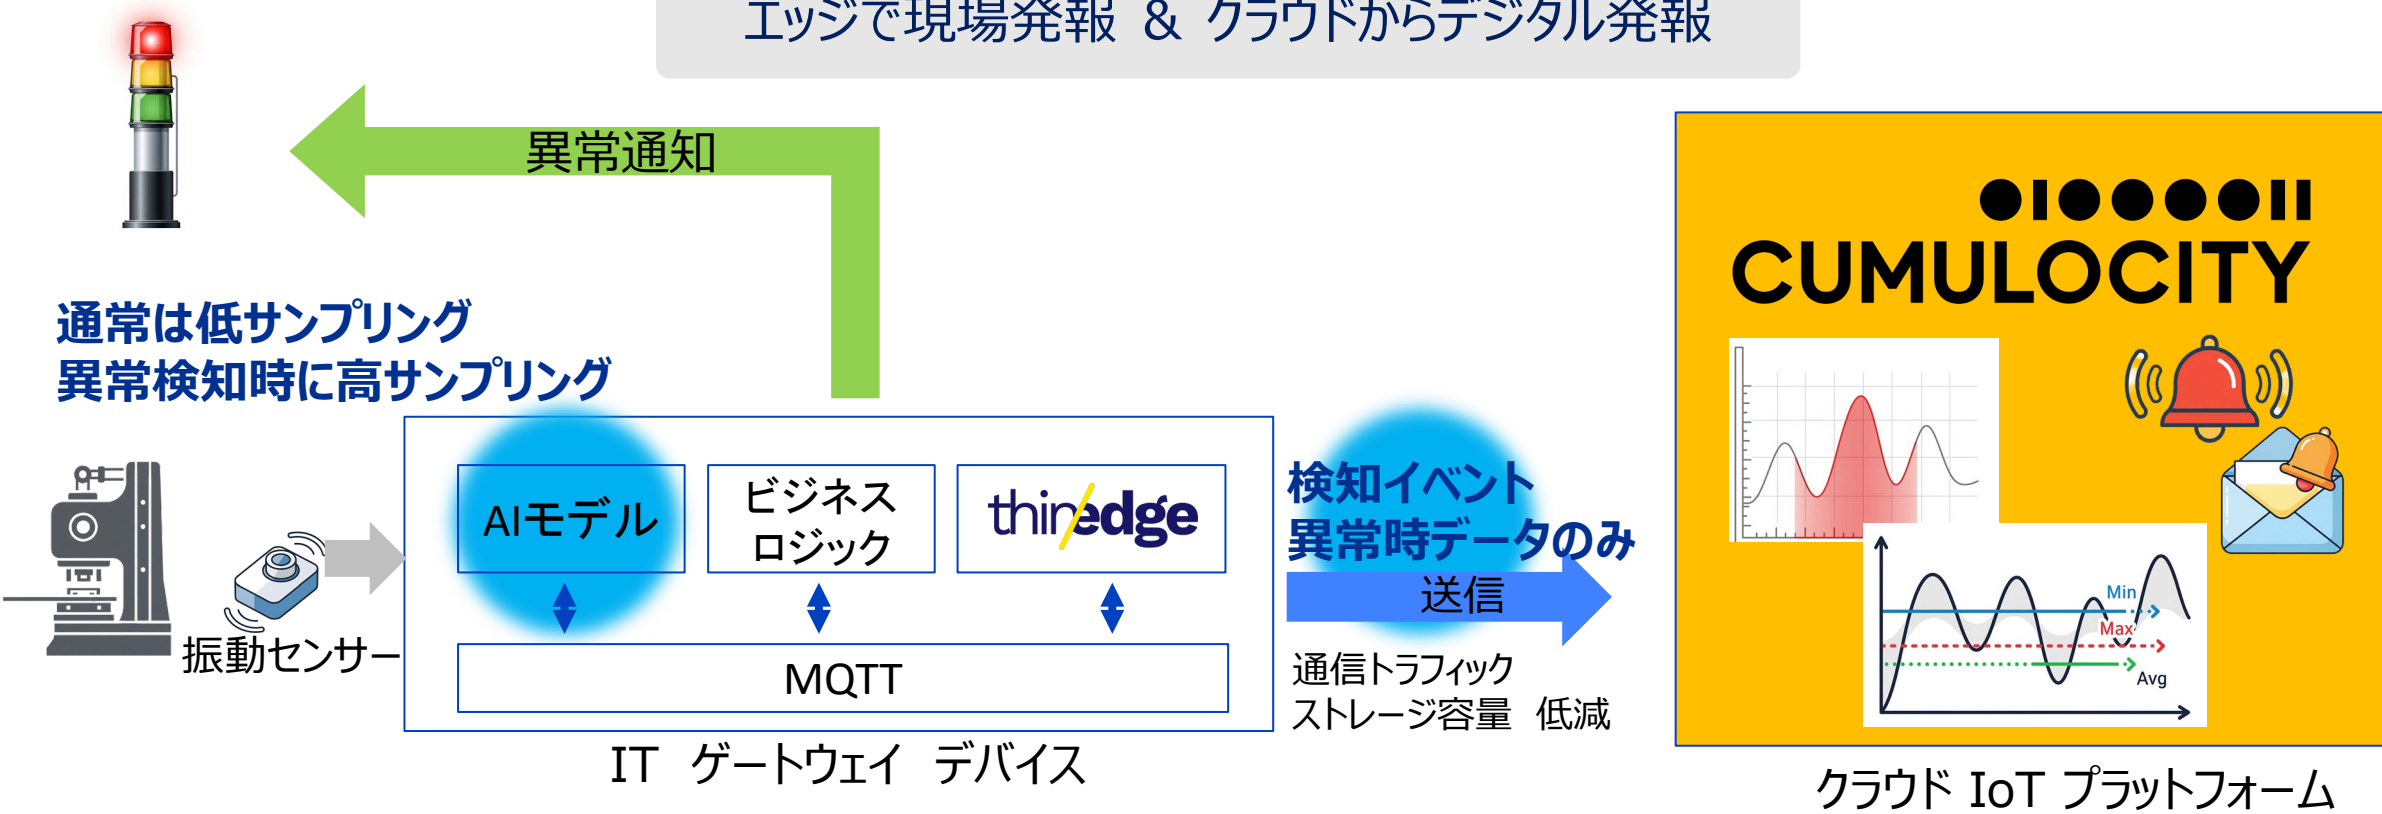 エッジで現場発報 & クラウドからデジタル発報
異常通知
通常は低サンプリング
異常検知時に高サンプリング
振動センサー
AIモデル
ビジネス
ロジック
thin/edge
MQTT
IT ゲートウェイ デバイス
検知イベント
異常時データのみ
送信
通信トラフィック
ストレージ容量 低減
CUMULOCITY
Min
Max
Avg
クラウド IoT プラットフォーム